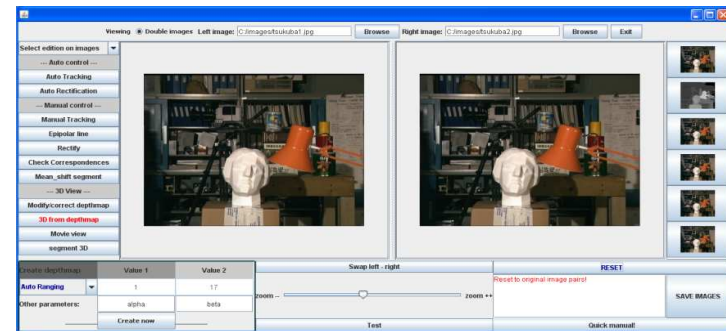 Viewing Double images Left image: C:/images/tsukuba1.jpg Browse Right image: C:/images/tsukuba2.jpg Browse Exit
Select edition on images
--- Auto control ---
Auto Tracking
Auto Rectification
--- Manual control ---
Manual Tracking
Epipolar line
Rectify
Check Correspondences
Mean_shift segment
--- 3D View ---
Modify/correct depthmap
3D from depthmap
Movie view
segment 3D
Create depthmap Value 1 Value 2
Auto Ranging 1 17
Other parameters: alpha beta
Create now
Swap left - right
zoom -- zoom ++
Test
RESET
Reset to original image pairs!
SAVE IMAGES
Quick manual!